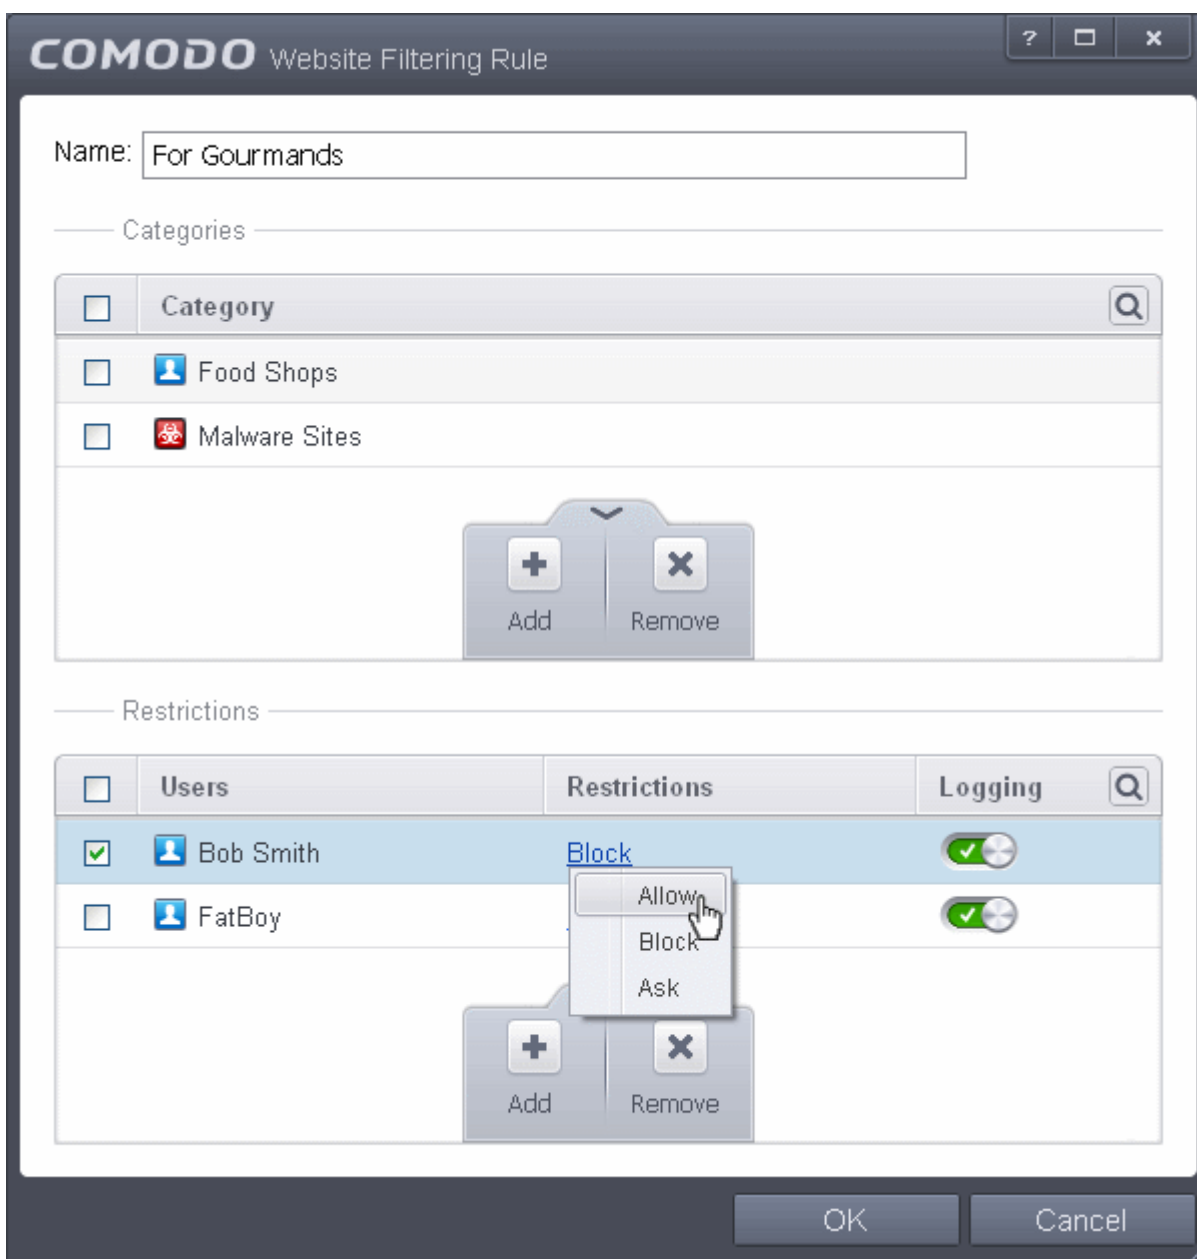 COMODO Website Filtering Rule ?
Name: For Gourmands
Categories
Category
Food Shops
Malware Sites
Add Remove
Restrictions
Users Restrictions Logging
Bob Smith Block
Allow
FatBoy
Block
Ask
Add Remove
OK Cancel